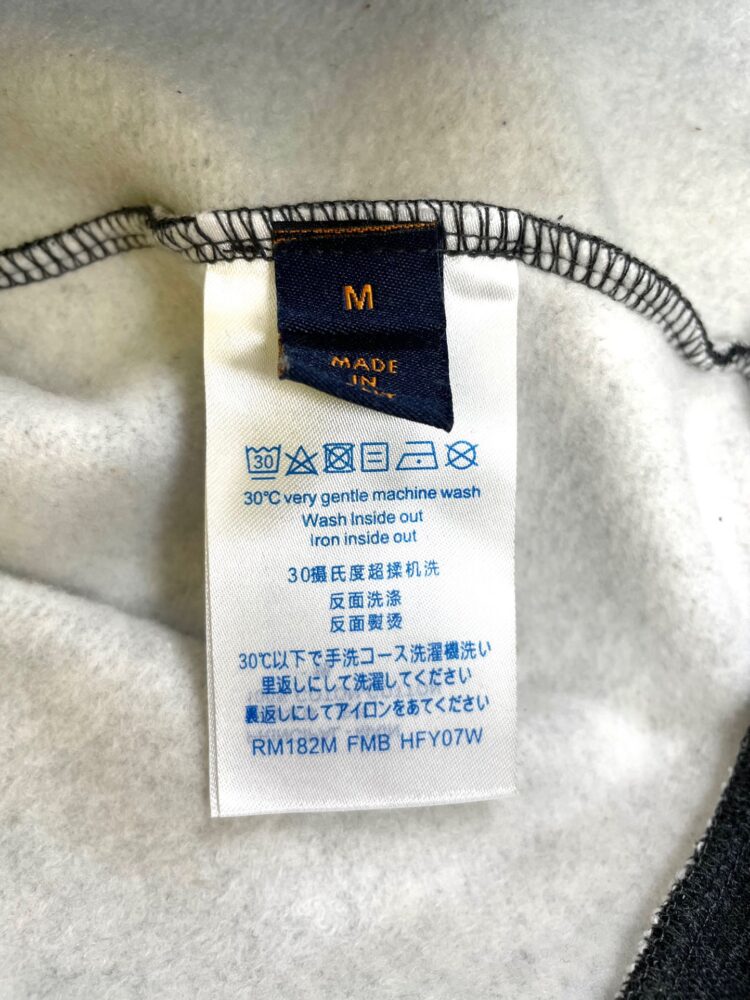 M
MADE
IN
30
30℃ very gentle machine wash
Wash Inside out
Iron inside out
30摄氏度超揉机洗
反面洗涤
反面熨烫
30℃以下で手洗コース洗濯機洗い
里返しにして洗濯してください
裏返しにしてアイロンをあてください
RM182M FMB HFY07W